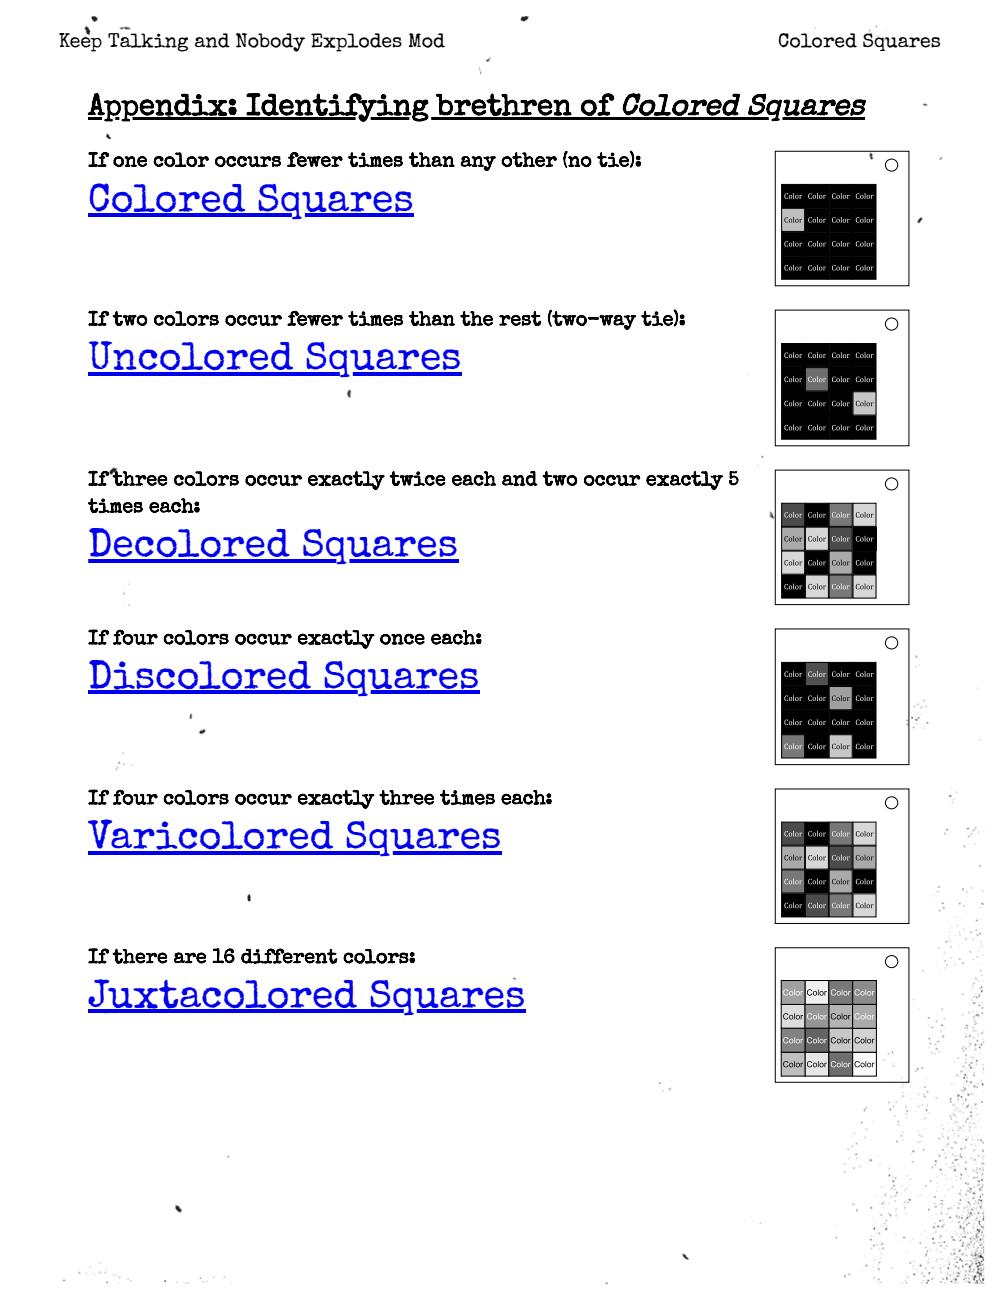 Keep Talking and Nobody Explodes Mod
Colored Squares
Appendix: Identifying brethren of Colored Squares
If one color occurs fewer times than any other (no tie):
Colored Squares
Color Color Color Color
Color Color Color Color
Color Color Color Color
Color Color Color Color
If two colors occur fewer times than the rest (two-way tie):
Uncolored Squares
Color Color Color Color
Color Color Color Color
Color Color Color Color
Color Color Color Color
If three colors occur exactly twice each and two occur exactly 5
times each:
Decolored Squares
Color Color Color Color
Color Color Color Color
Color Color Color Color
Color Color Color Color
If four colors occur exactly once each:
Discolored Squares
Color Color Color Color
Color Color Color Color
Color Color Color Color
Color Color Color Color
If four colors occur exactly three times each:
Varicolored Squares
Color Color Color Color
Color Color Color Color
Color Color Color Color
Color Color Color Color
If there are 16 different colors:
Juxtacolored Squares
Color Color Color Color
Color Color Color Color
Color Color Color Color
Color Color Color Color